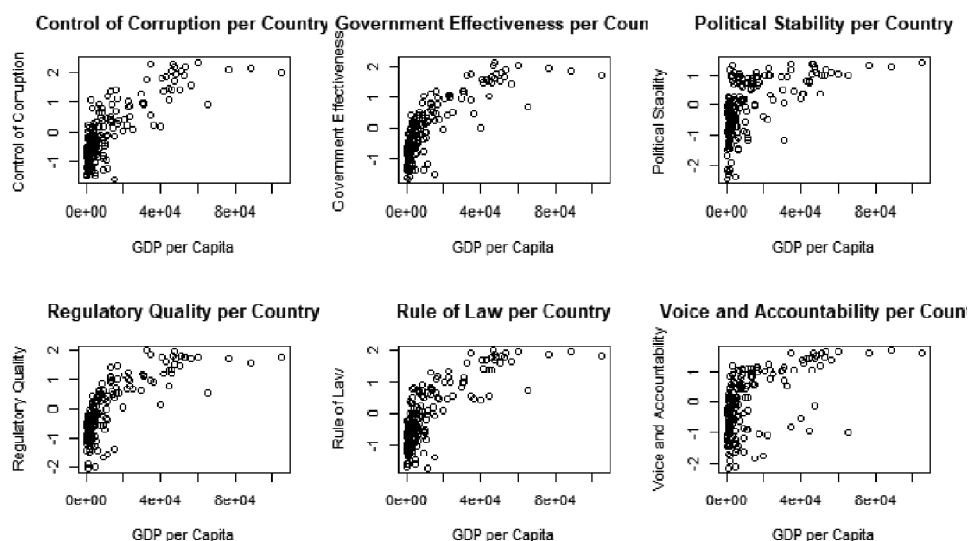 Control of Corruption per Country
Government Effectiveness per Coun
Political Stability per Country
Control of Corruption
2
1
0
-1
0e+00
4e+04
8e+04
GDP per Capita
Government Effectiveness
2
1
0
-1
0e+00
4e+04
8e+04
GDP per Capita
Political Stability
1
0
-1
-2
0e+00
4e+04
8e+04
GDP per Capita
Regulatory Quality per Country
Rule of Law per Country
Voice and Accountability per Count
Regulatory Quality
2
1
0
-1
-2
0e+00
4e+04
8e+04
GDP per Capita
Rule of Law
2
1
0
-1
0e+00
4e+04
8e+04
GDP per Capita
Voice and Accountability
1
0
-1
-2
0e+00
4e+04
8e+04
GDP per Capita